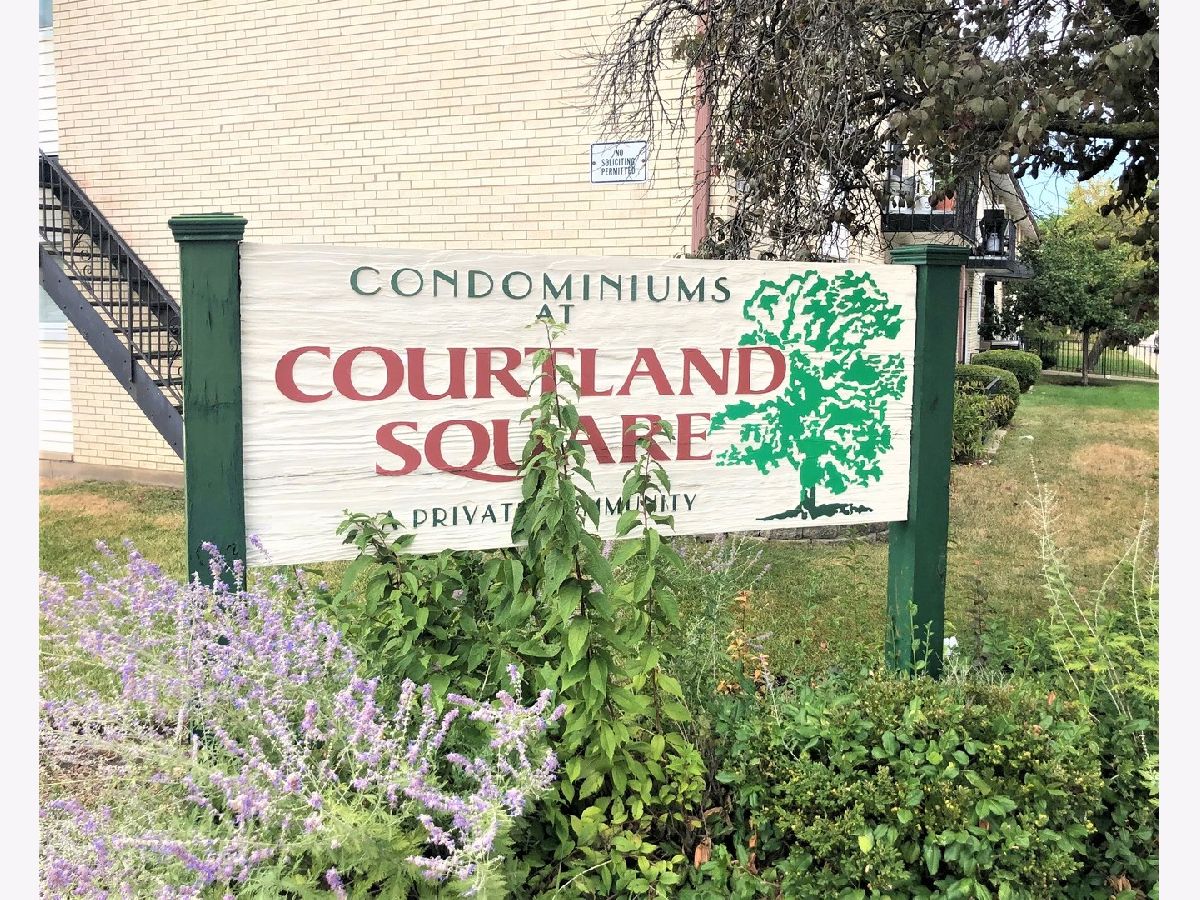 NO
SOLICITING
PERMITTED
CONDOMINIUMS
AT
COURTLAND
SQUARE
A PRIVATE COMMUNITY